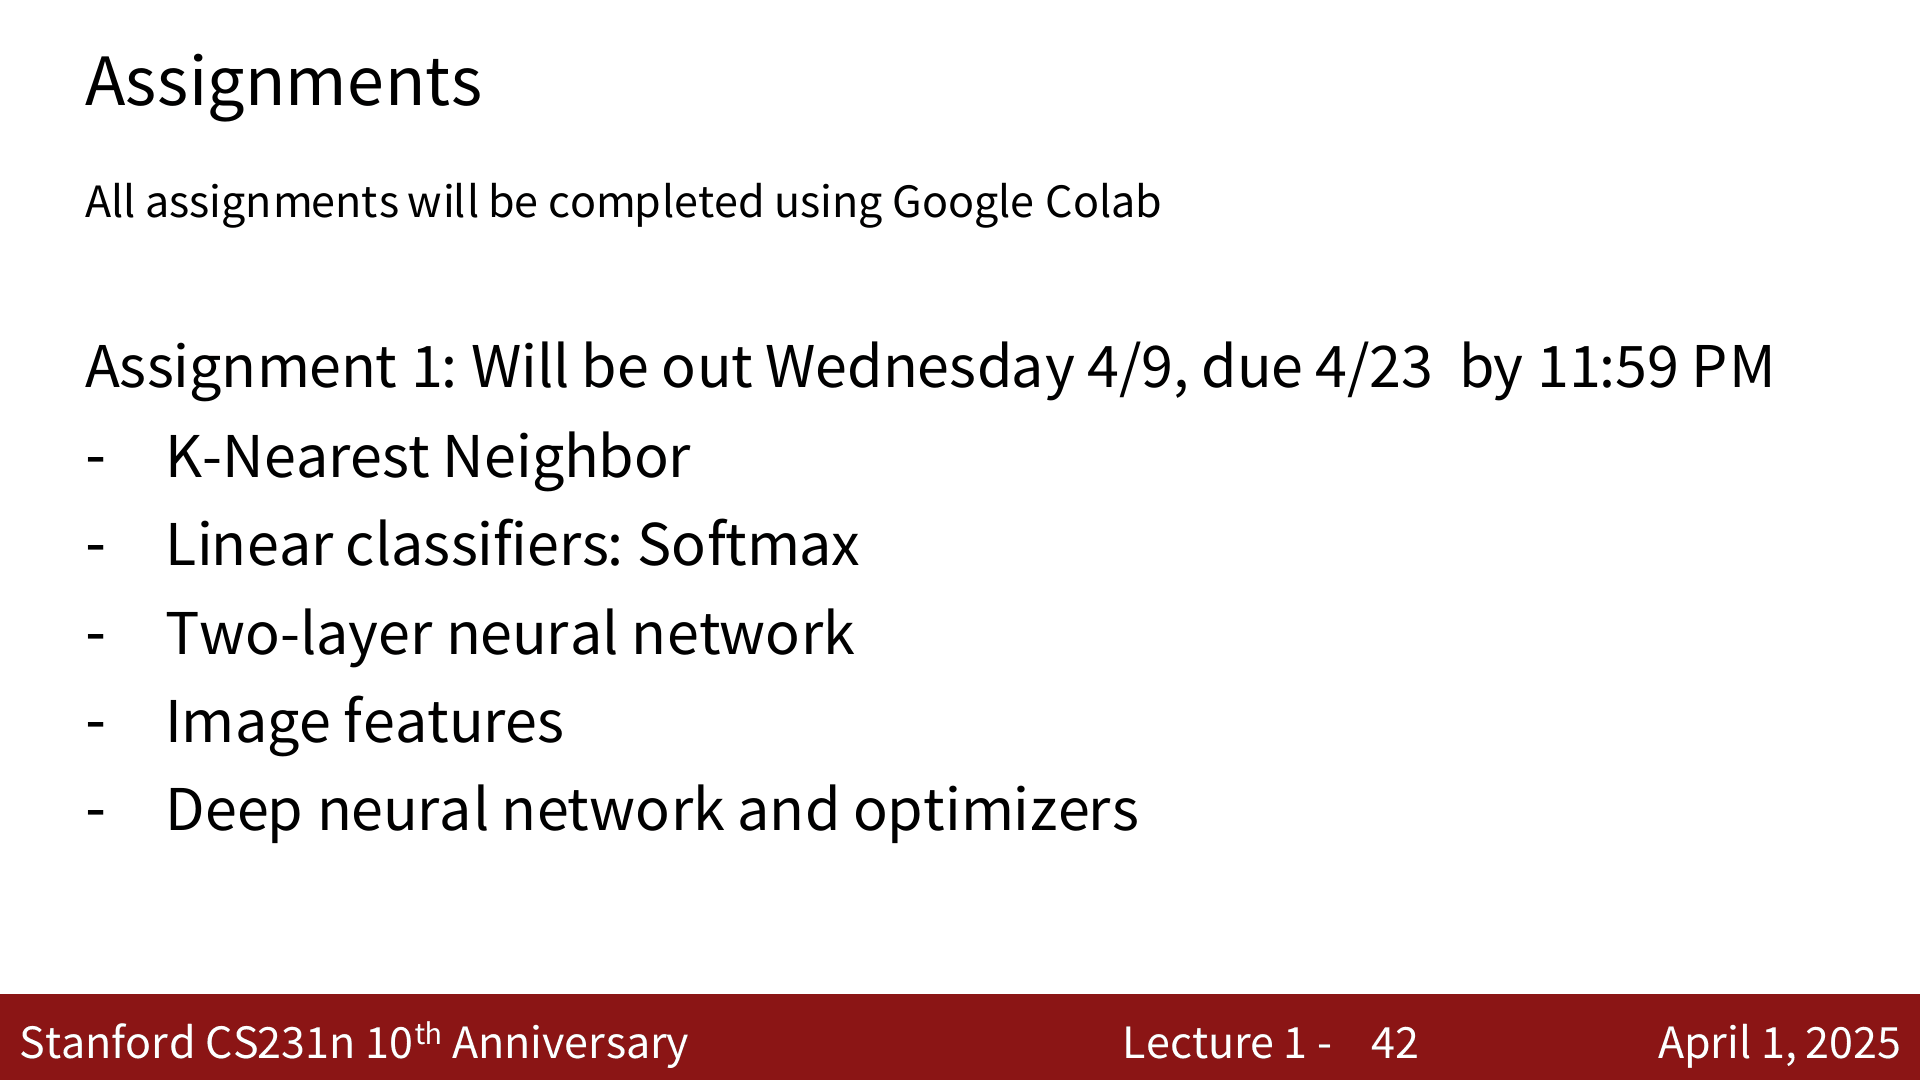 Assignments
All assignments will be completed using Google Colab
Assignment 1: Will be out Wednesday 4/9, due 4/23  by 11:59 PM
- K-Nearest Neighbor
- Linear classifiers: Softmax
- Two-layer neural network
- Image features
- Deep neural network and optimizers
Stanford CS231n 10th Anniversary Lecture 1 - 42 April 1, 2025